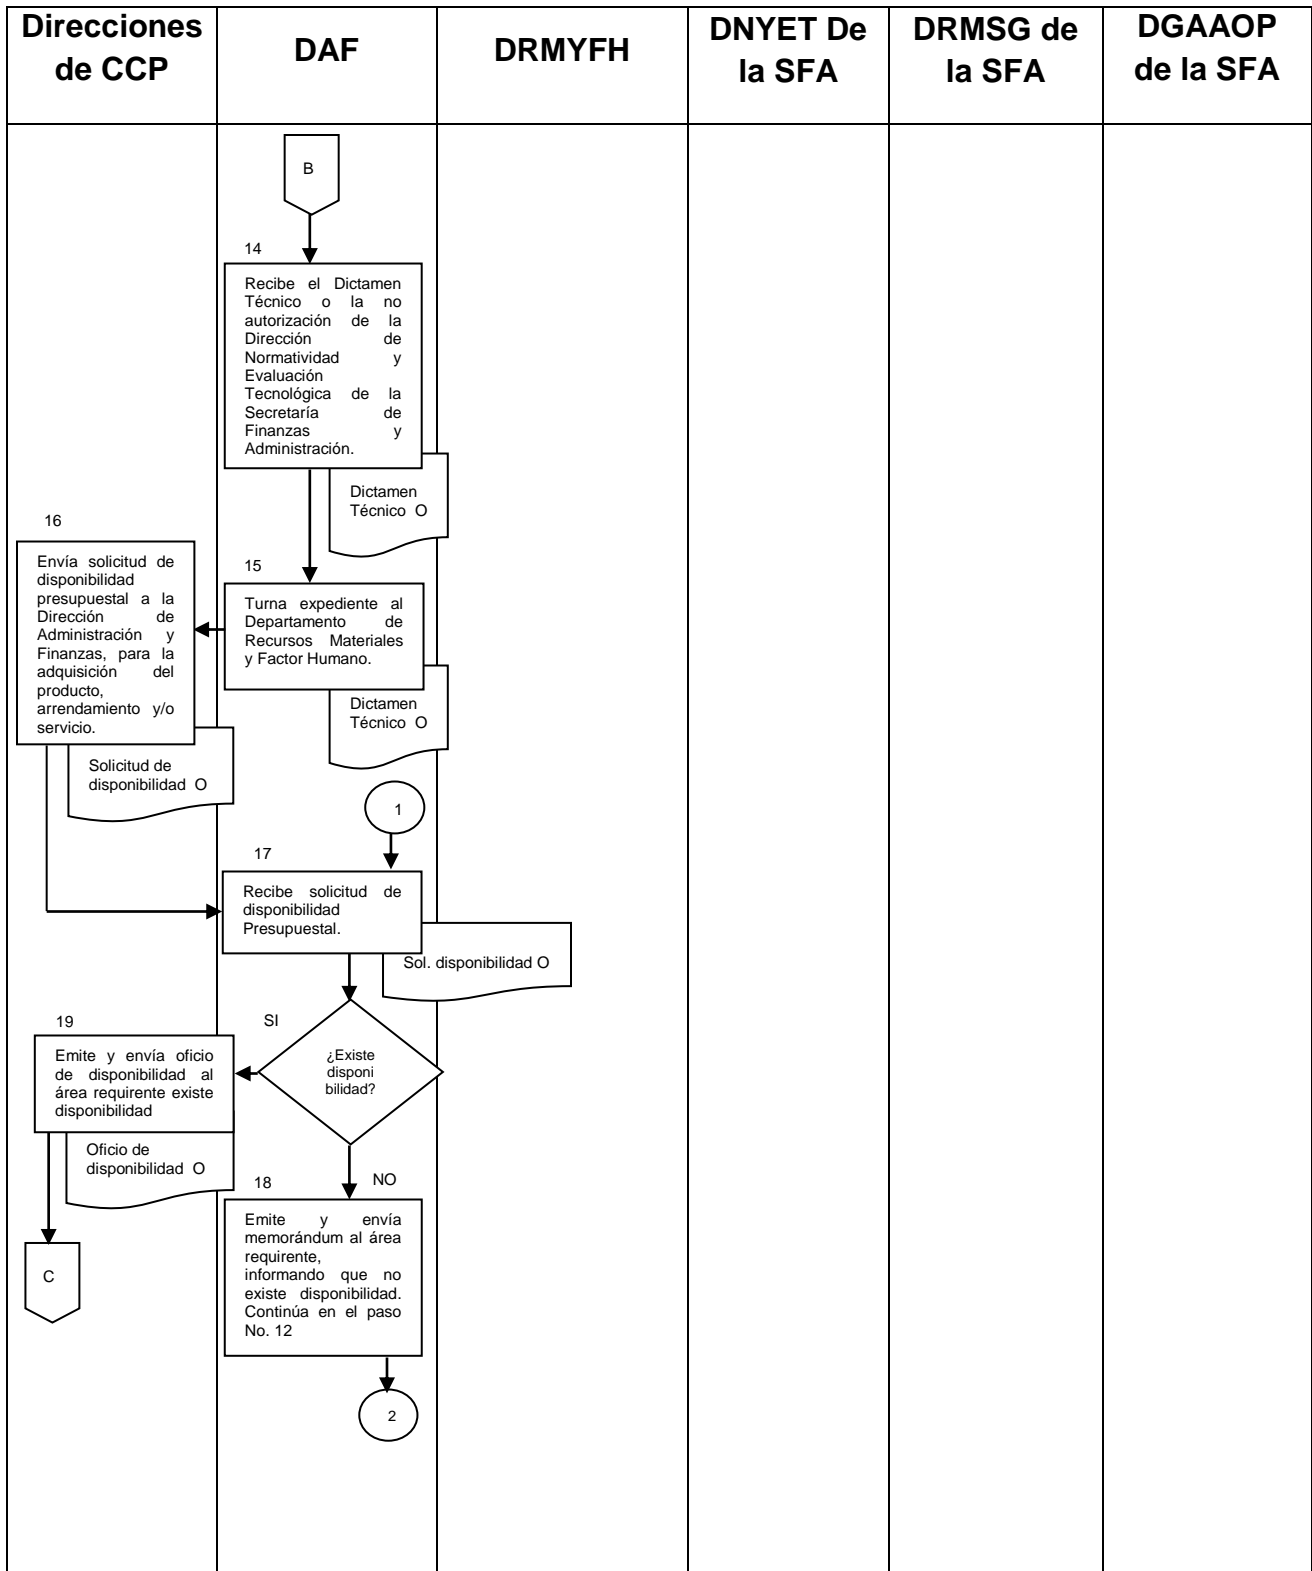 Direcciones
de CCP
DAF
DRMYFH
DNYET De
la SFA
DRMSG de
la SFA
DGAAOP
de la SFA
B
14
Recibe el Dictamen
Técnico o la no
autorización de la
Dirección de
Normatividad y
Evaluación
Tecnológica de la
Secretaría de
Finanzas y
Administración.
Dictamen
Técnico O
15
Turna expediente al
Departamento de
Recursos Materiales
y Factor Humano.
Dictamen
Técnico O
16
Envía solicitud de
disponibilidad
presupuestal a la
Dirección de
Administración y
Finanzas, para la
adquisición del
producto,
arrendamiento y/o
servicio.
Solicitud de
disponibilidad O
1
17
Recibe solicitud de
disponibilidad
Presupuestal.
Sol. disponibilidad O
¿Existe
disponi
bilidad?
SI
19
Emite y envía oficio
de disponibilidad al
área requirente existe
disponibilidad
Oficio de
disponibilidad O
C
NO
18
Emite y envía
memorándum al área
requirente,
informando que no
existe disponibilidad.
Continúa en el paso
No. 12
2